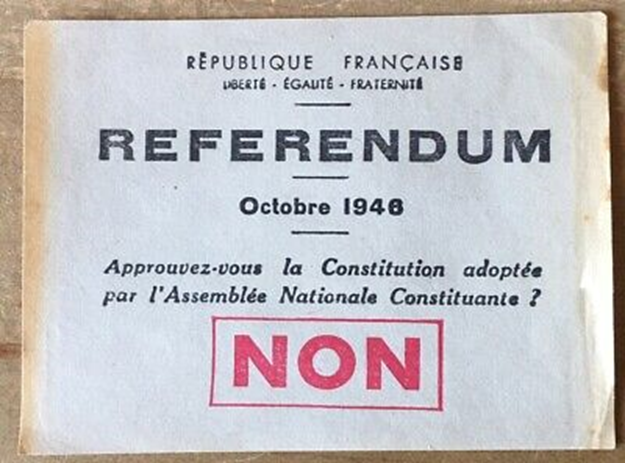 RÉPUBLIQUE FRANÇAISE
LIBERTÉ - ÉGALITÉ - FRATERNITÉ
REFERENDUM
Octobre 1946
Approuvez-vous la Constitution adoptée
par l'Assemblée Nationale Constituante ?
NON